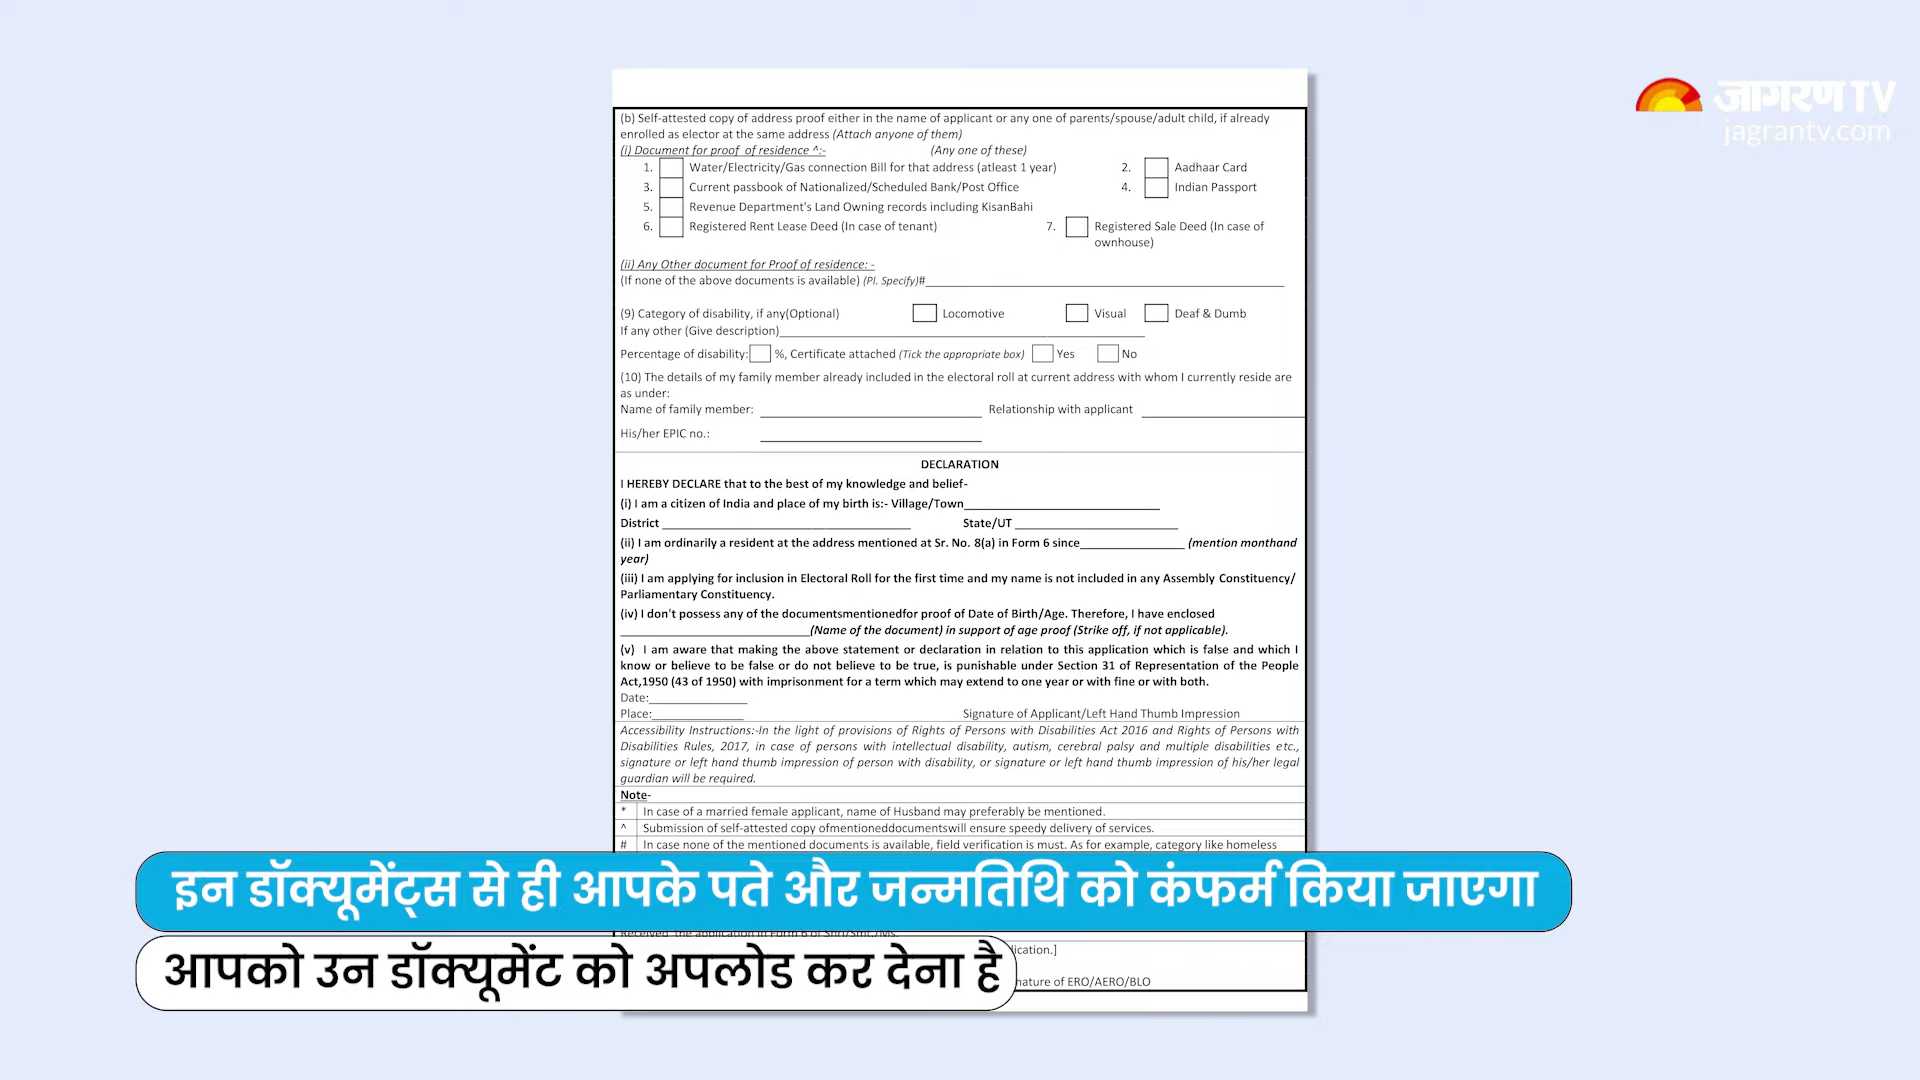 जागरण TV
jagrantv.com
(b) Self-attested copy of address proof either in the name of applicant or any one of parents/spouse/adult child, if already
enrolled as elector at the same address (Attach anyone of them)
(i) Document for proof of residence ^:- (Any one of these)
1. Water/Electricity/Gas connection Bill for that address (atleast 1 year) 2. Aadhaar Card
3. Current passbook of Nationalized/Scheduled Bank/Post Office 4. Indian Passport
5. Revenue Department's Land Owning records including KisanBahi
6. Registered Rent Lease Deed (In case of tenant) 7. Registered Sale Deed (In case of
ownhouse)
(ii) Any Other document for Proof of residence: -
(If none of the above documents is available) (Pl. Specify)#
(9) Category of disability, if any(Optional) Locomotive Visual Deaf & Dumb
If any other (Give description)
Percentage of disability: %, Certificate attached (Tick the appropriate box) Yes No
(10) The details of my family member already included in the electoral roll at current address with whom I currently reside are
as under:
Name of family member: Relationship with applicant
His/her EPIC no.:
DECLARATION
I HEREBY DECLARE that to the best of my knowledge and belief-
(i) I am a citizen of India and place of my birth is:- Village/Town
District State/UT
(ii) I am ordinarily a resident at the address mentioned at Sr. No. 8(a) in Form 6 since (mention monthand
year)
(iii) I am applying for inclusion in Electoral Roll for the first time and my name is not included in any Assembly Constituency/
Parliamentary Constituency.
(iv) I don't possess any of the documentsmentionedfor proof of Date of Birth/Age. Therefore, I have enclosed
(Name of the document) in support of age proof (Strike off, if not applicable).
(v) I am aware that making the above statement or declaration in relation to this application which is false and which I
know or believe to be false or do not believe to be true, is punishable under Section 31 of Representation of the People
Act,1950 (43 of 1950) with imprisonment for a term which may extend to one year or with fine or with both.
Date:
Place: Signature of Applicant/Left Hand Thumb Impression
Accessibility Instructions:-In the light of provisions of Rights of Persons with Disabilities Act 2016 and Rights of Persons with
Disabilities Rules, 2017, in case of persons with intellectual disability, autism, cerebral palsy and multiple disabilities etc.,
signature or left hand thumb impression of person with disability, or signature or left hand thumb impression of his/her legal
guardian will be required.
Note-
* In case of a married female applicant, name of Husband may preferably be mentioned.
^ Submission of self-attested copy ofmentioneddocumentswill ensure speedy delivery of services.
# In case none of the mentioned documents is available, field verification is must. As for example, category like homeless
इन डॉक्यूमेंट्स से ही आपके पते और जन्मतिथि को कंफर्म किया जाएगा
Received the application in Form 6 of Shri/Smt./Ms.
आपको उन डॉक्यूमेंट को अपलोड कर देना है
of ERO/AERO/BLO